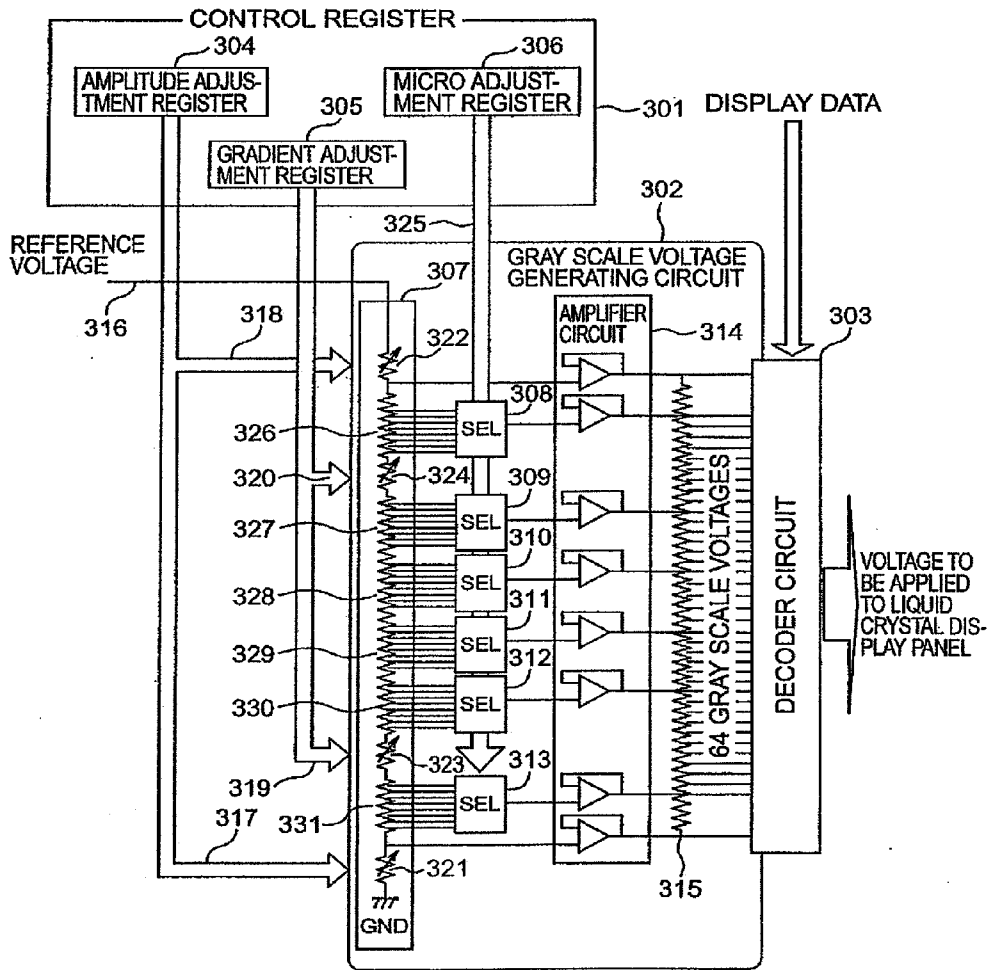 CONTROL REGISTER
304
306
AMPLITUDE ADJUS-
TMENT REGISTER
MICRO ADJUST-
MENT REGISTER
301
DISPLAY DATA
305
GRADIENT ADJUST-
MENT REGISTER
302
325
REFERENCE
VOLTAGE
GRAY SCALE VOLTAGE
GENERATING CIRCUIT
307
316
318
AMPLIFIER
CIRCUIT
314
303
322
308
SEL
326
320
324
309
SEL
327
310
SEL
328
311
SEL
329
312
SEL
330
64 GRAY SCALE VOLTAGES
DECODER CIRCUIT
VOLTAGE TO
BE APPLIED
TO LIQUID
CRYSTAL DIS-
PLAY PANEL
323
313
SEL
319
331
317
321
315
GND